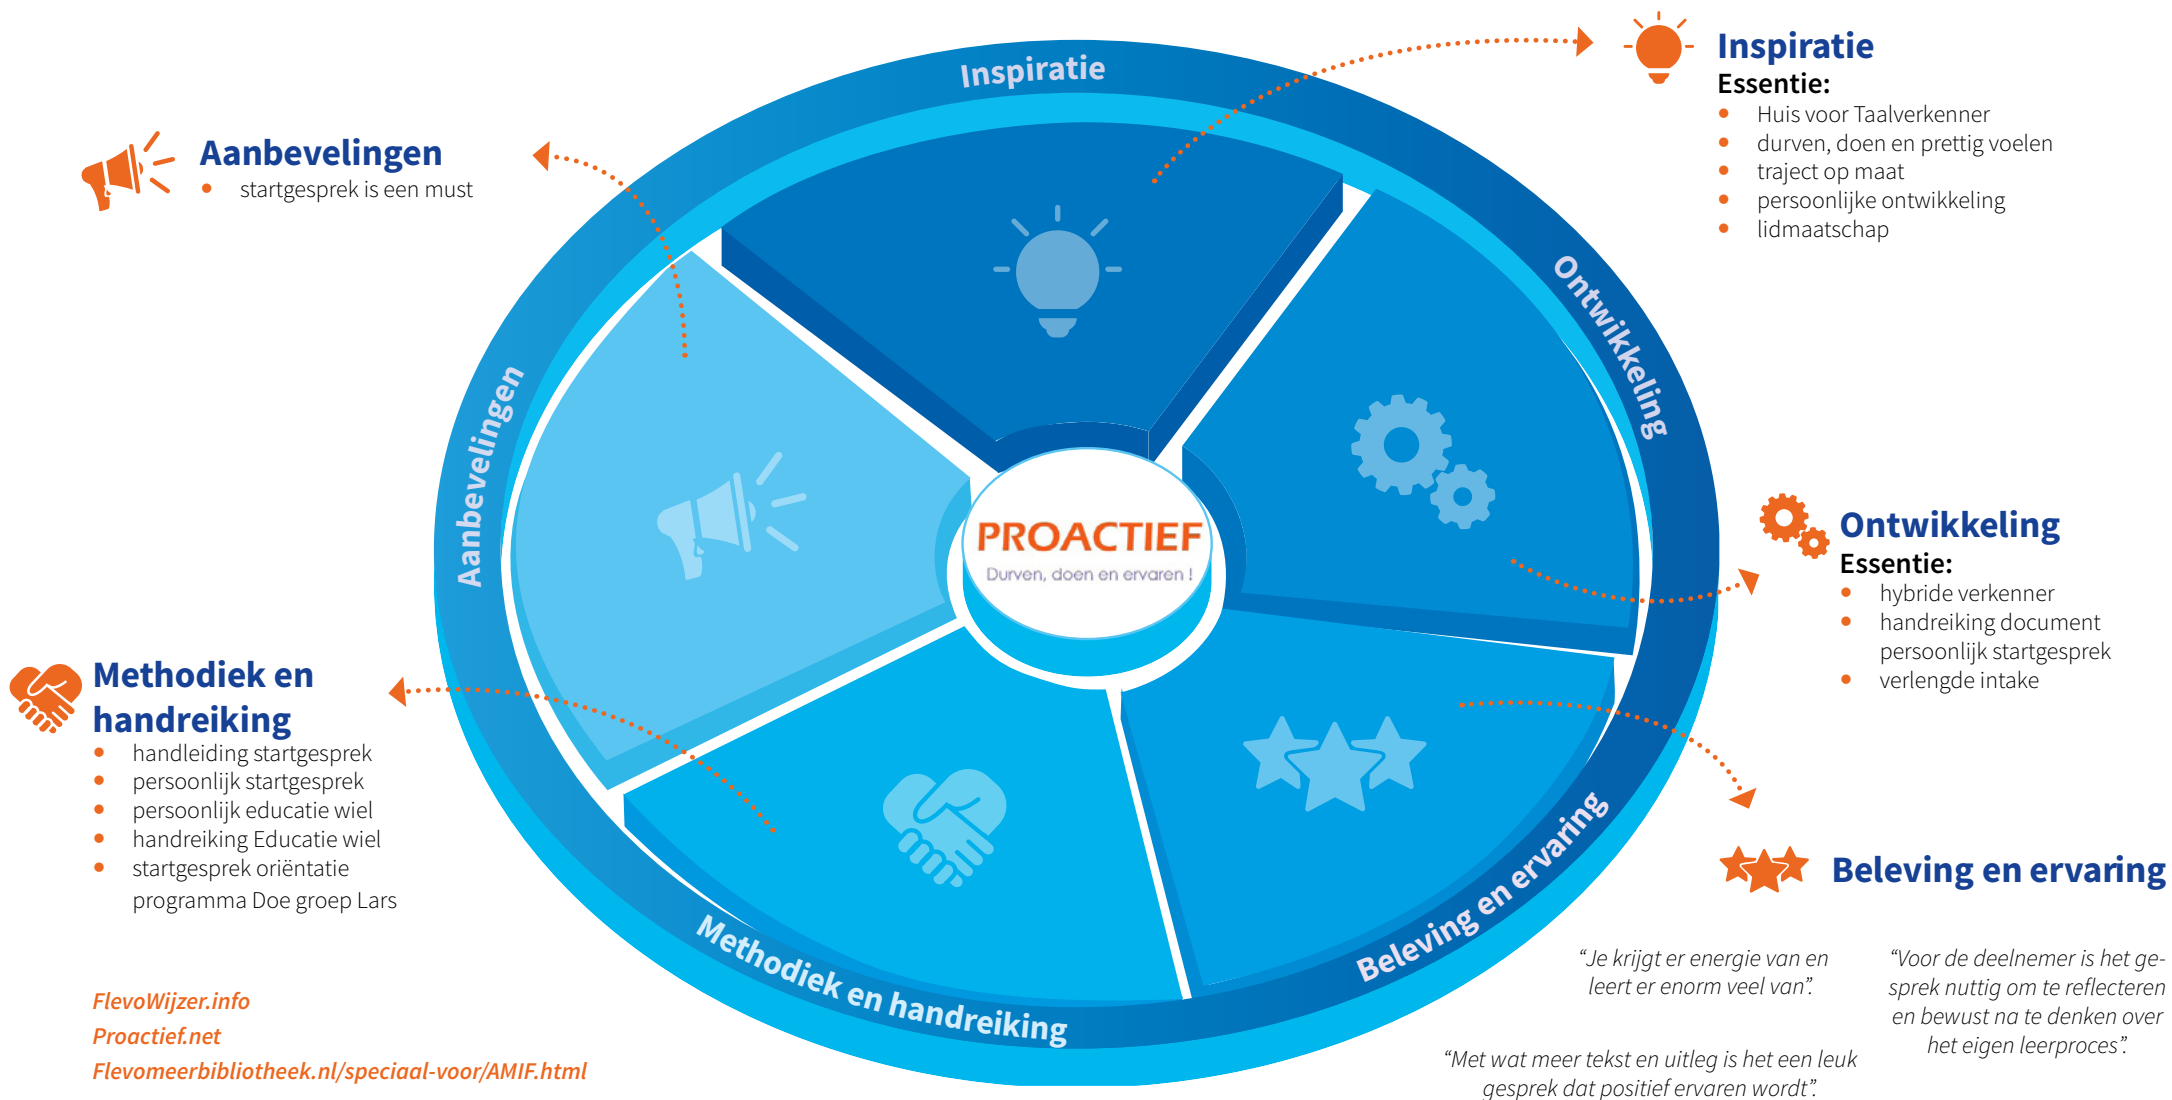 Inspiratie
Ontwikkeling
Beleving en ervaring
Methodiek en handreiking
Aanbevelingen
PROACTIEF
Durven, doen en ervaren !
Inspiratie
Essentie:
• Huis voor Taalverkenner
• durven, doen en prettig voelen
• traject op maat
• persoonlijke ontwikkeling
• lidmaatschap
Ontwikkeling
Essentie:
• hybride verkenner
• handreiking document
persoonlijk startgesprek
• verlengde intake
Beleving en ervaring
“Je krijgt er energie van en
leert er enorm veel van”.
“Voor de deelnemer is het ge-
sprek nuttig om te reflecteren
en bewust na te denken over
het eigen leerproces”.
“Met wat meer tekst en uitleg is het een leuk
gesprek dat positief ervaren wordt”.
Aanbevelingen
• startgesprek is een must
Methodiek en
handreiking
• handleiding startgesprek
• persoonlijk startgesprek
• persoonlijk educatie wiel
• handreiking Educatie wiel
• startgesprek oriëntatie
programma Doe groep Lars
FlevoWijzer.info
Proactief.net
Flevomeerbibliotheek.nl/speciaal-voor/AMIF.html